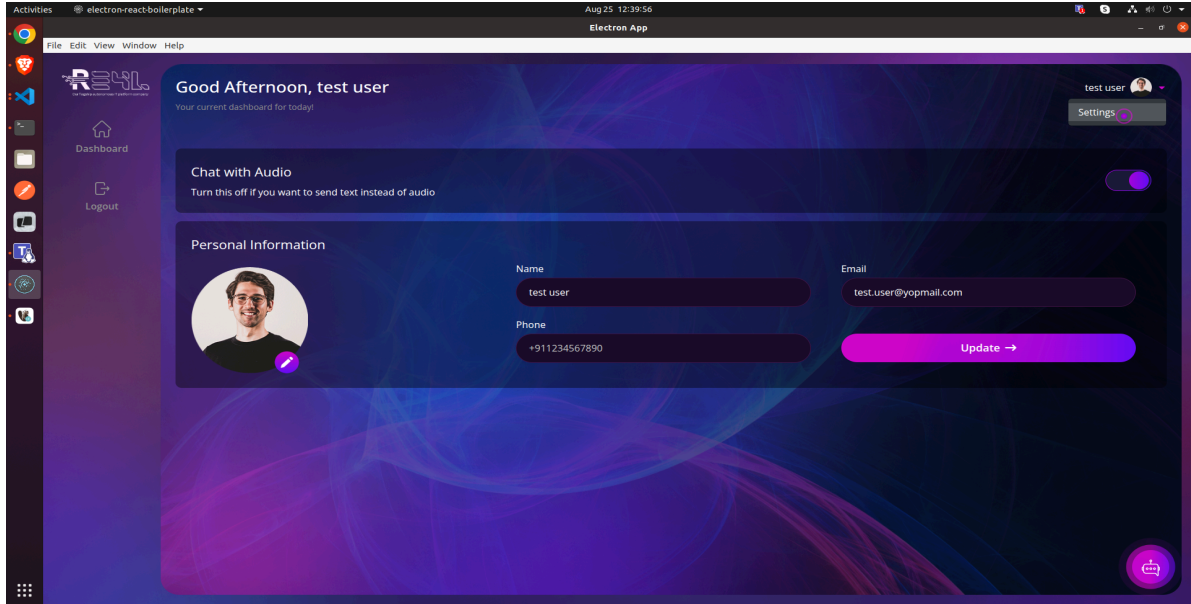 Activities
electron-react-boilerplate
Aug 25 12:39:56
Electron App
File Edit View Window Help
Good Afternoon, test user
Your current dashboard for today!
test user
Settings
Dashboard
Logout
Chat with Audio
Turn this off if you want to send text instead of audio
Personal Information
Name
test user
Email
test.user@yopmail.com
Phone
+911234567890
Update →